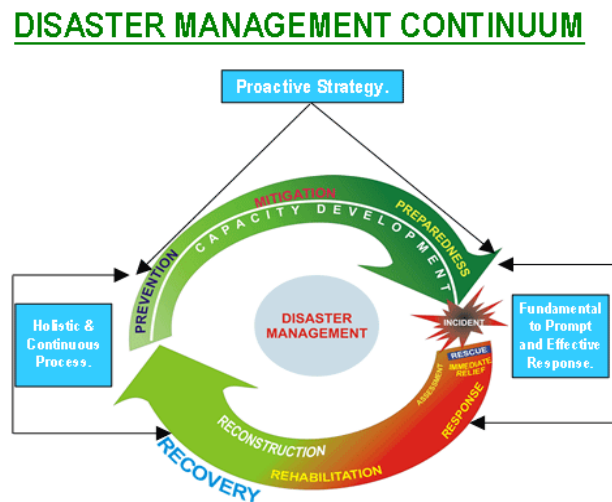 DISASTER MANAGEMENT CONTINUUM
Proactive Strategy.
MITIGATION
CAPACITY DEVELOPMENT
PREPAREDNESS
PREVENTION
Holistic &
Continuous
Process.
DISASTER
MANAGEMENT
INCIDENT
Fundamental
to Prompt
and Effective
Response.
RESCUE
IMMEDIATE
RELIEF
ASSESSMENT
RESPONSE
RECONSTRUCTION
REHABILITATION
RECOVERY